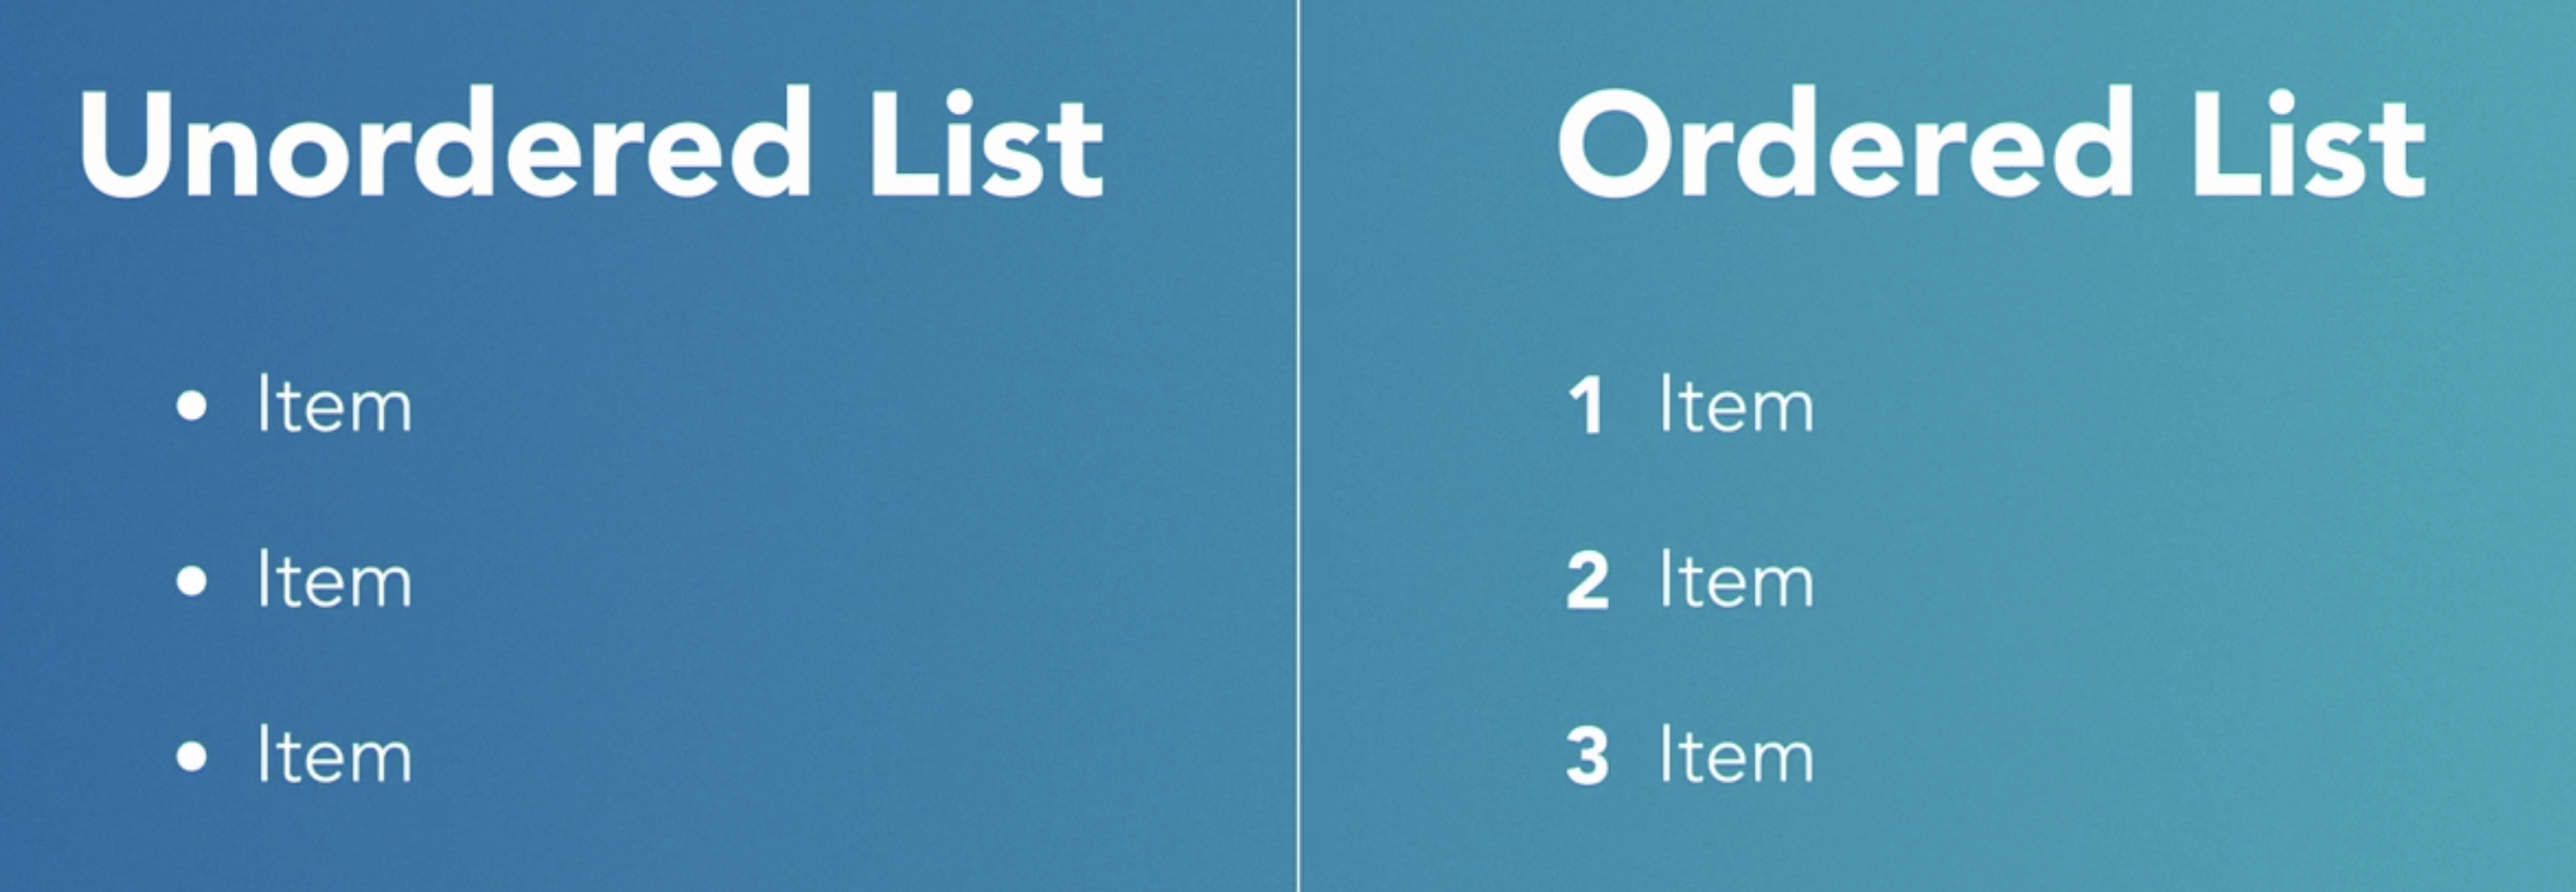 Unordered List
• Item
• Item
• Item
Ordered List
1 Item
2 Item
3 Item